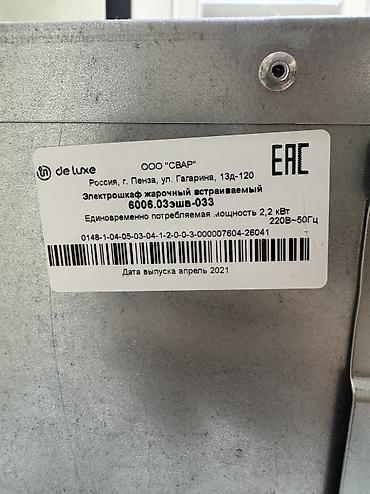 de luxe
ООО "СВАР"
Россия, г. Пенза, ул. Гагарина, 13д-120
EAC
Электрошкаф жарочный встраиваемый
6006.03эшв-033
Единовременно потребляемая мощность 2,2 кВт
220В~50Гц
0148-1-04-05-03-04-1-2-0-0-3-000007604-26041
Дата выпуска апрель 2021